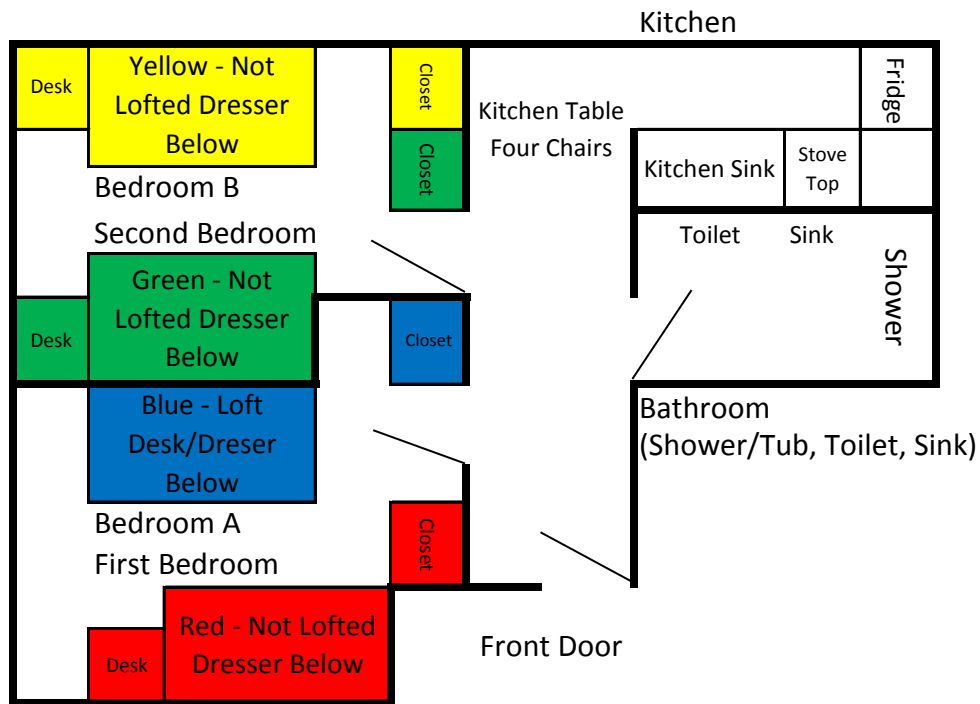 Kitchen
Desk
Yellow - Not
Lofted Dresser
Below
Closet
Fridge
Kitchen Table
Four Chairs
Closet
Kitchen Sink
Stove
Top
Bedroom B
Second Bedroom
Toilet
Sink
Shower
Green - Not
Lofted Dresser
Below
Desk
Closet
Blue - Loft
Desk/Dreser
Below
Bathroom
(Shower/Tub, Toilet, Sink)
Bedroom A
First Bedroom
Closet
Red - Not Lofted
Dresser Below
Desk
Front Door